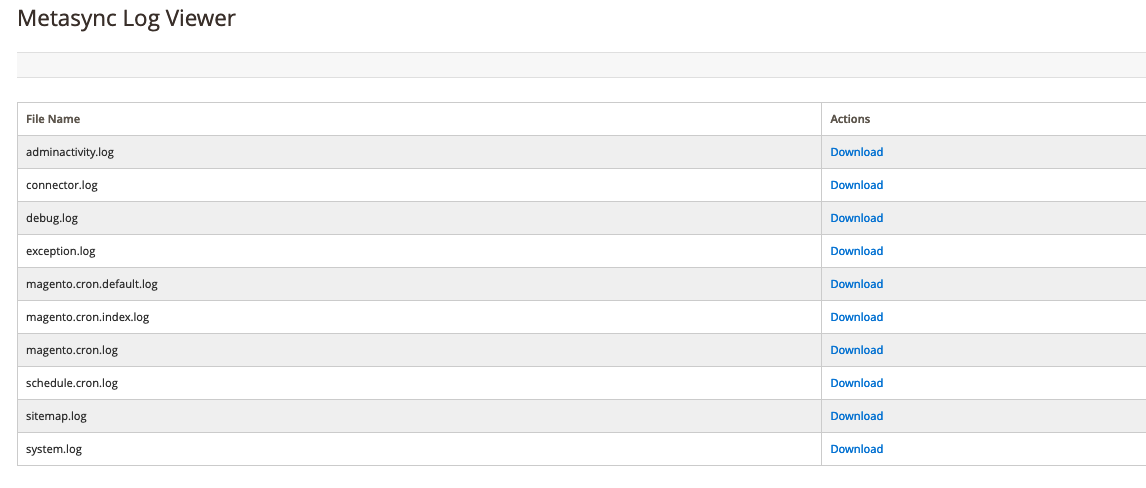 Metasync Log Viewer
File Name Actions
adminactivity.log Download
connector.log Download
debug.log Download
exception.log Download
magento.cron.default.log Download
magento.cron.index.log Download
magento.cron.log Download
schedule.cron.log Download
sitemap.log Download
system.log Download